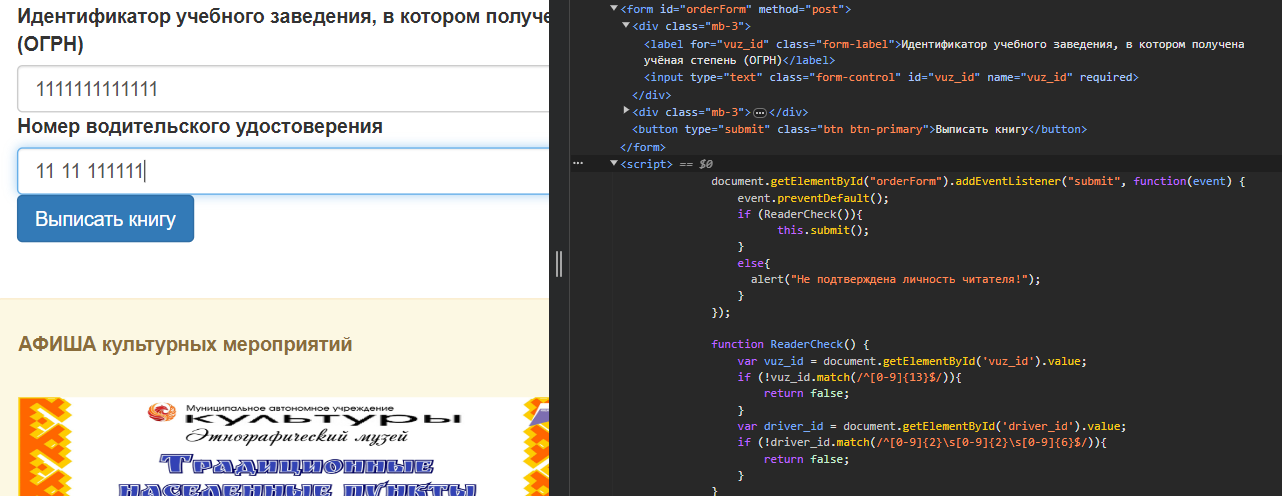 Идентификатор учебного заведения, в котором получе
(ОГРН)
1111111111111
Номер водительского удостоверения
11 11 111111
Выписать книгу
АФИША культурных мероприятий
Муниципальное автономное учреждение
культуры
Этнографический музей
Традиционные
населенные пункты
<form id="orderForm" method="post">
<div class="mb-3">
<label for="vuz_id" class="form-label">Идентификатор учебного заведения, в котором получена
учёная степень (ОГРН)</label>
<input type="text" class="form-control" id="vuz_id" name="vuz_id" required>
</div>
<div class="mb-3">…</div>
<button type="submit" class="btn btn-primary">Выписать книгу</button>
</form>
<script> == $0
document.getElementById("orderForm").addEventListener("submit", function(event) {
event.preventDefault();
if (ReaderCheck()){
this.submit();
}
else{
alert("Не подтверждена личность читателя!");
}
});
function ReaderCheck() {
var vuz_id = document.getElementById('vuz_id').value;
if (!vuz_id.match(/^[0-9]{13}$/)){
return false;
}
var driver_id = document.getElementById('driver_id').value;
if (!driver_id.match(/^[0-9]{2}\s[0-9]{2}\s[0-9]{6}$/)){
return false;
}
}